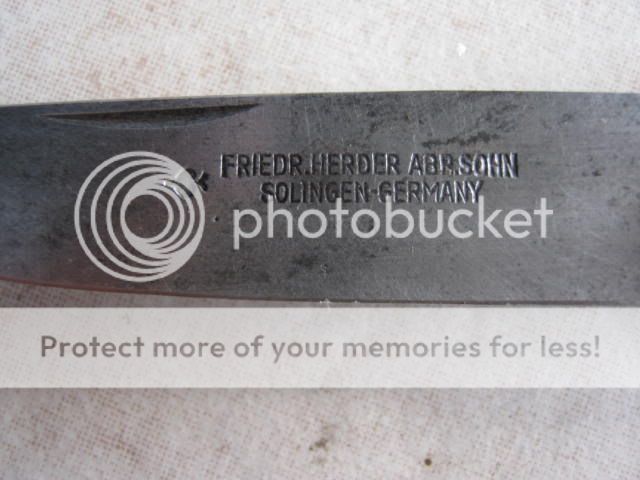 FRIEDR.HERDER ABR.SOHN
SOLINGEN-GERMANY
photobucket
Protect more of your memories for less!